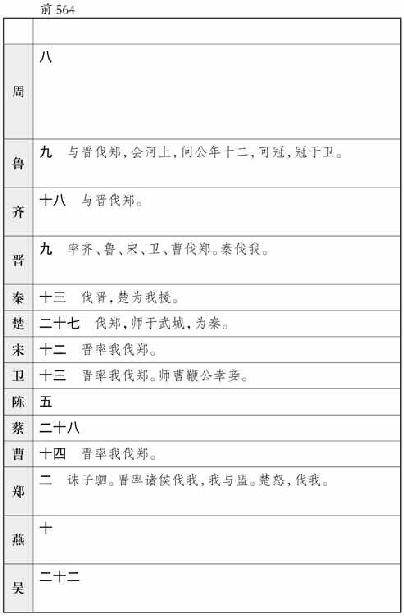 前564
周 八
鲁 九 与晋伐郑,会河上,问公年十二,可冠,冠于卫。
齐 十八 与晋伐郑。
晋 九 率齐、鲁、宋、卫、曹伐郑。秦伐我。
秦 十三 伐晋,楚为我援。
楚 二十七 伐郑,师于武城,为秦。
宋 十二 晋率我伐郑。
卫 十三 晋率我伐郑。师曹鞭公幸妾。
陈 五
蔡 二十八
曹 十四 晋率我伐郑。
郑 二 诛子驷。晋率诸侯伐我,我与盟。楚怒,伐我。
燕 十
吴 二十二